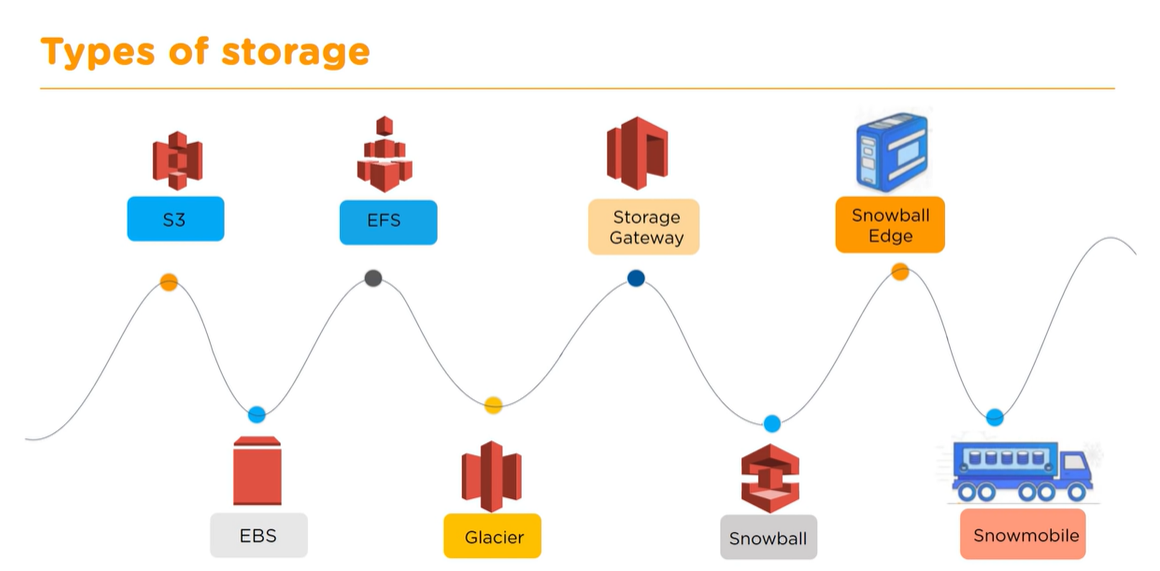 Types of storage
S3
EFS
Storage
Gateway
Snowball
Edge
EBS
Glacier
Snowball
Snowmobile